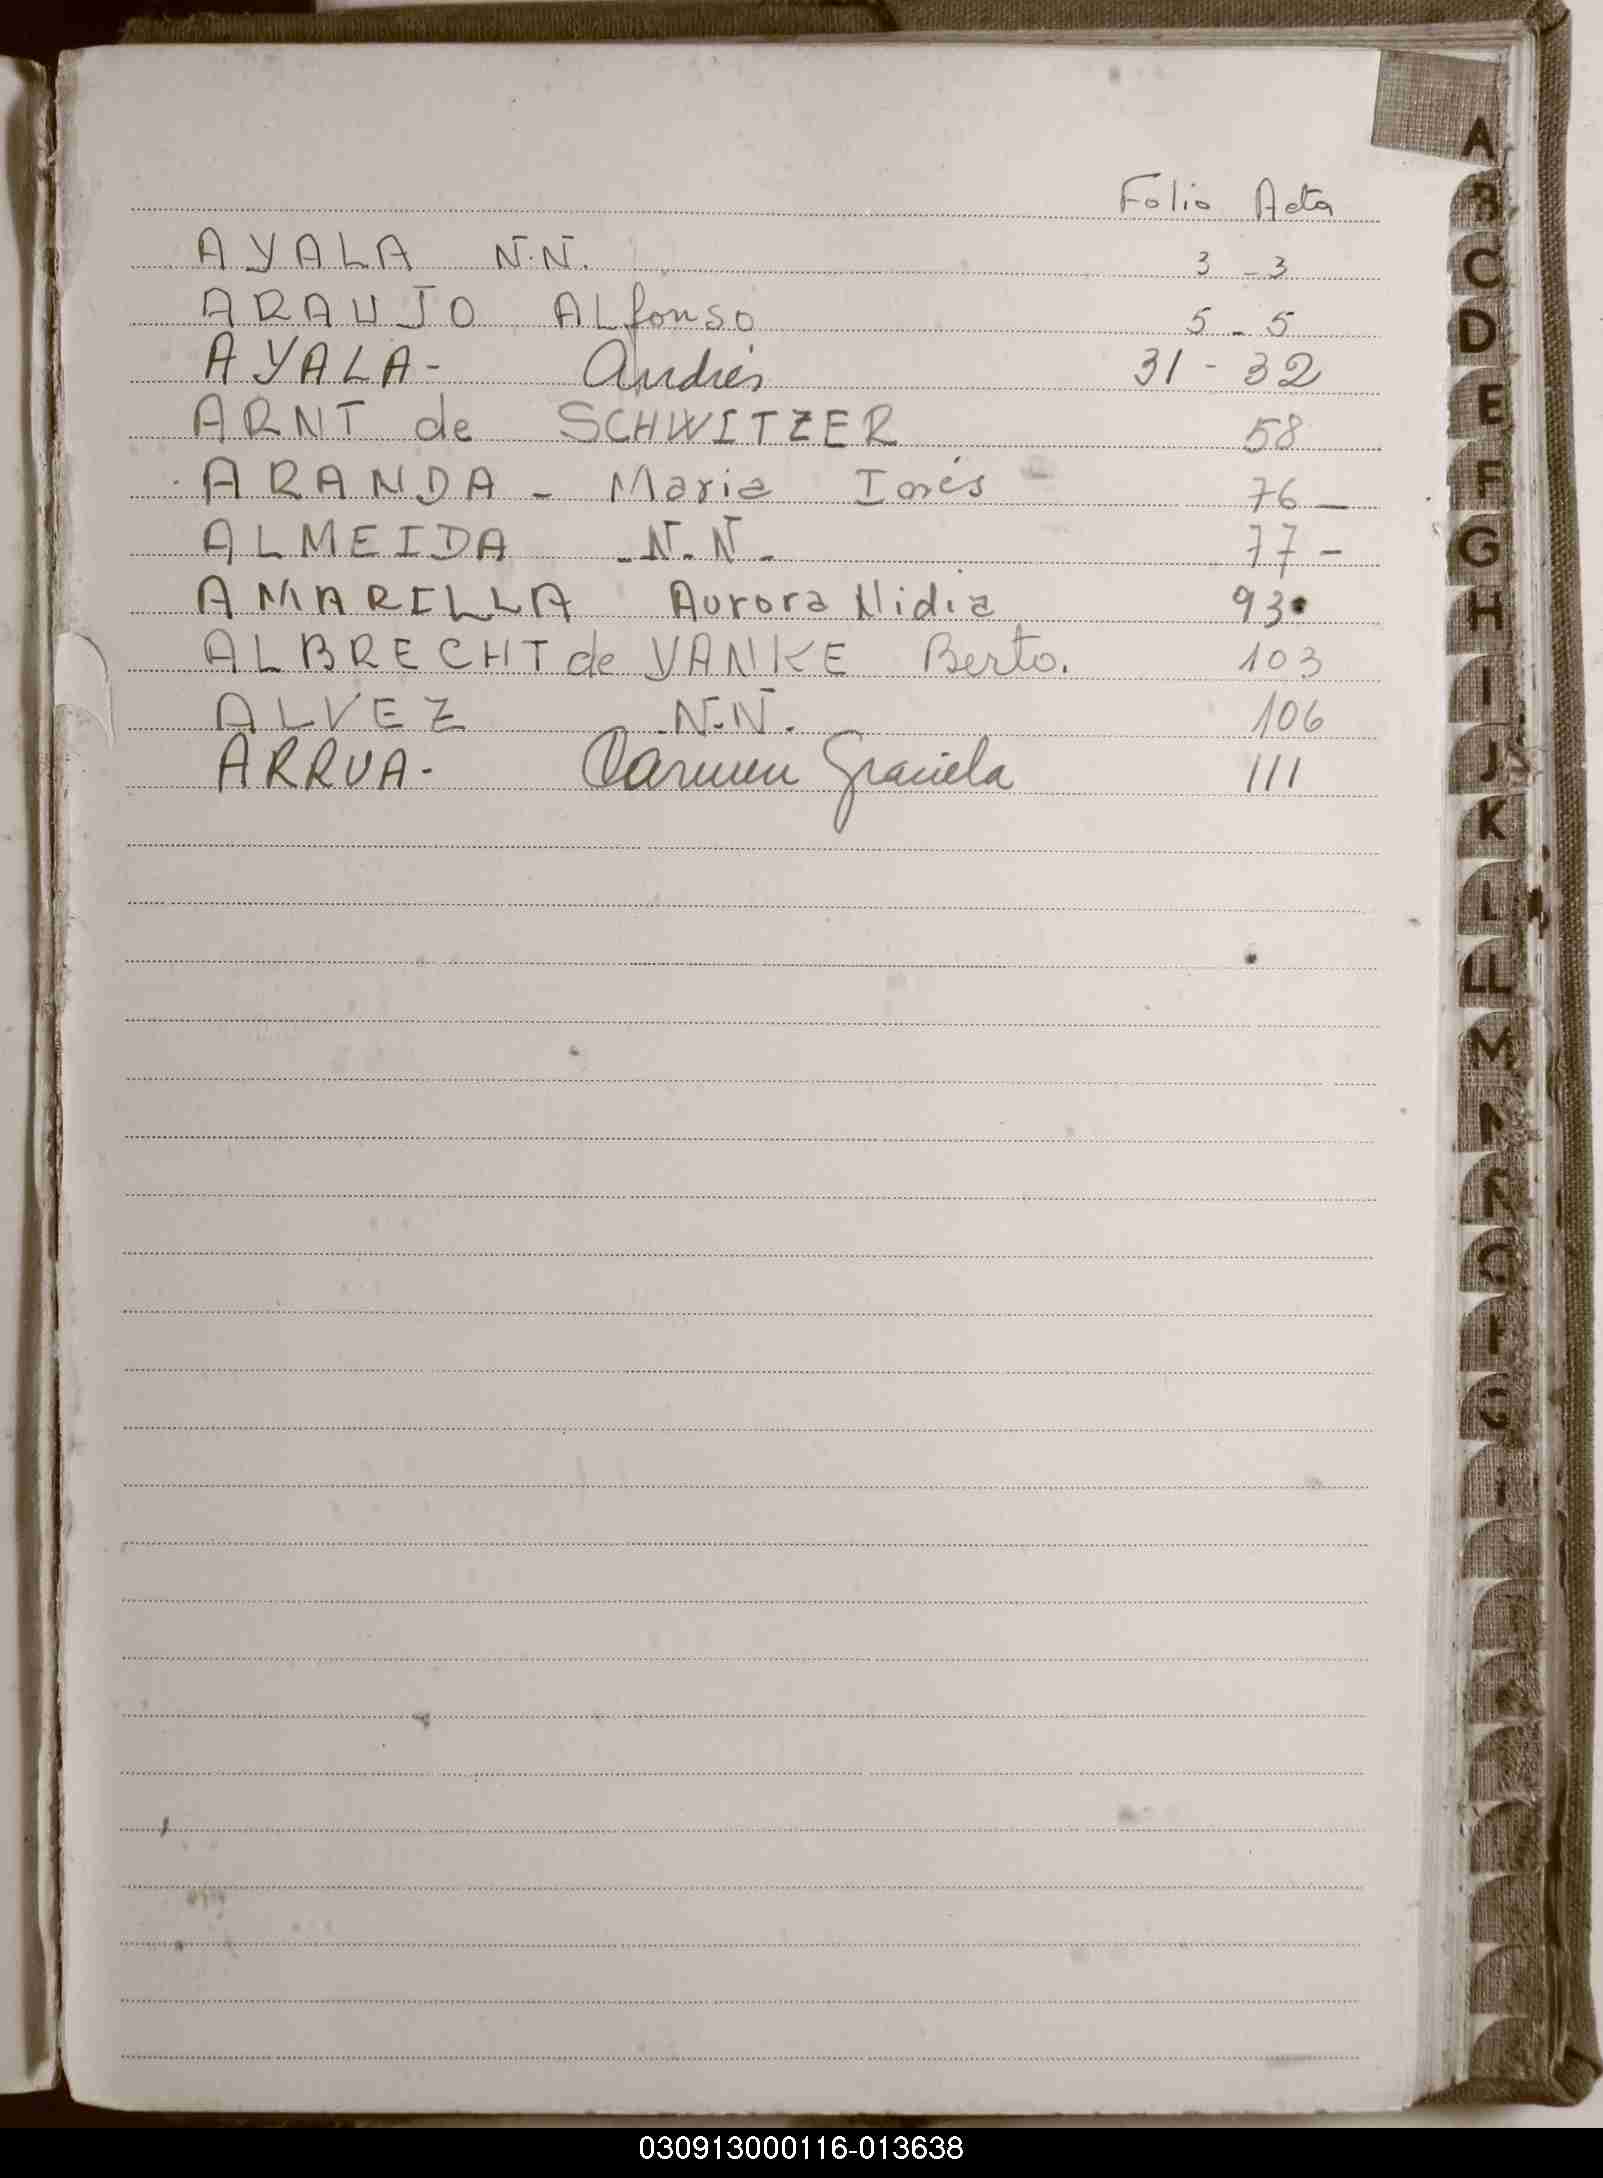 Folio Acta
AYALA N.N. 3 - 3
ARAUJO ALfonso 5 - 5
AYALA - Andrés 31 - 32
ARNT de SCHWITZER 58
ARANDA - Maria Inés 76 -
ALMEIDA - N.N. - 77 -
AMARILLA Aurora Nidia 93.
ALBRECHT de YANKE Berto. 103
ALVEZ N.N. 106
ARRUA - Carmen Graciela 111
A
B
C
D
E
F
G
H
I
J
K
L
LL
M
N
030913000116-013638